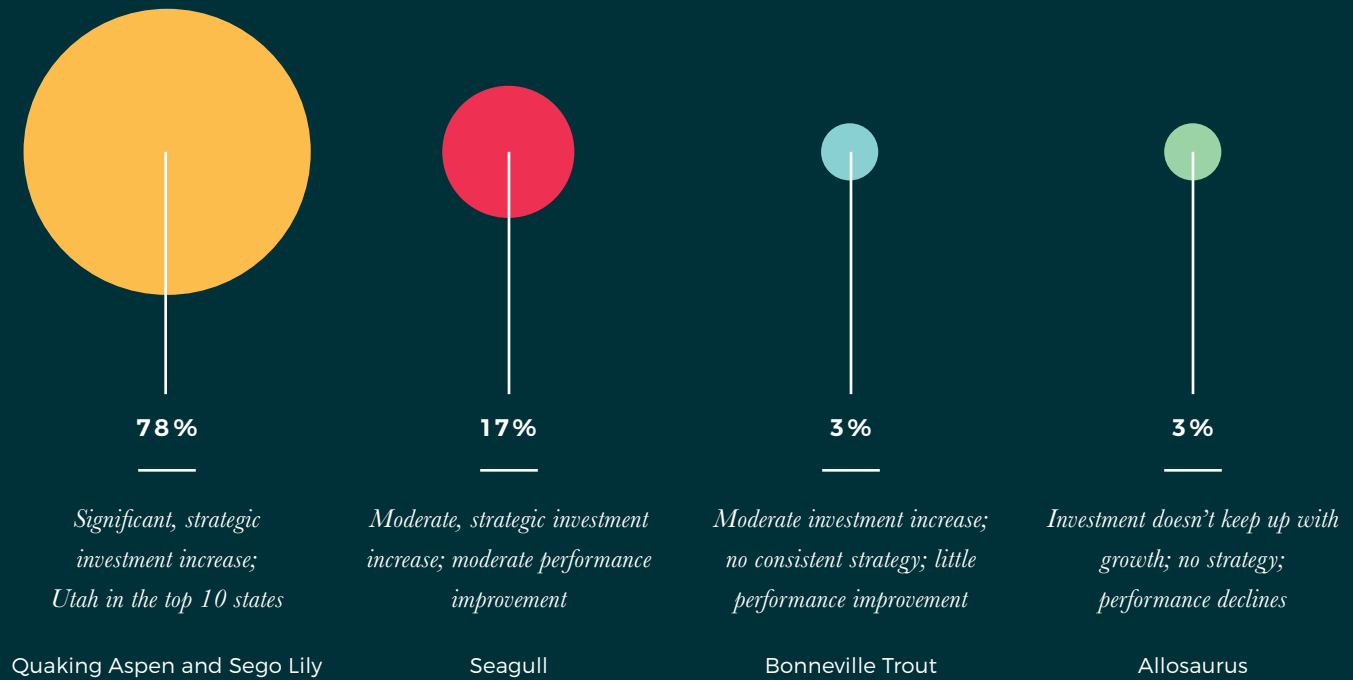 78%
Significant, strategic
investment increase;
Utah in the top 10 states
Quaking Aspen and Sego Lily
17%
Moderate, strategic investment
increase; moderate performance
improvement
Seagull
3%
Moderate investment increase;
no consistent strategy; little
performance improvement
Bonneville Trout
3%
Investment doesn’t keep up with
growth; no strategy;
performance declines
Allosaurus